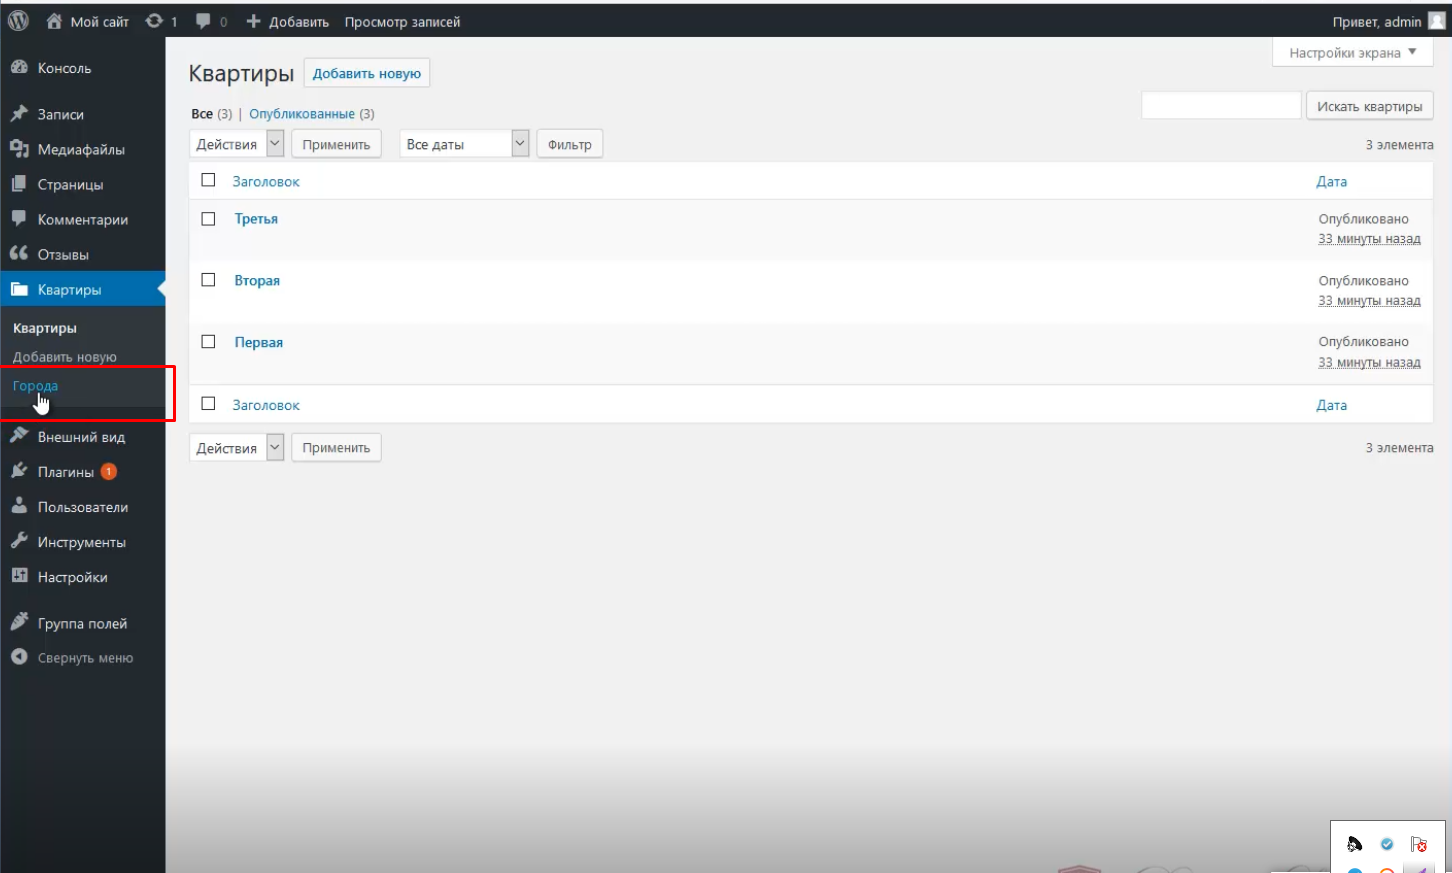 Мой сайт 1 0 Добавить Просмотр записей Привет, admin
Консоль
Записи
Медиафайлы
Страницы
Комментарии
Отзывы
Квартиры
Квартиры
Добавить новую
Города
Внешний вид
Плагины 1
Пользователи
Инструменты
Настройки
Группа полей
Свернуть меню
Настройки экрана
Квартиры Добавить новую
Все (3) | Опубликованные (3)
Искать квартиры
Действия Применить Все даты Фильтр 3 элемента
Заголовок Дата
Третья Опубликовано
33 минуты назад
Вторая Опубликовано
33 минуты назад
Первая Опубликовано
33 минуты назад
Заголовок Дата
Действия Применить 3 элемента